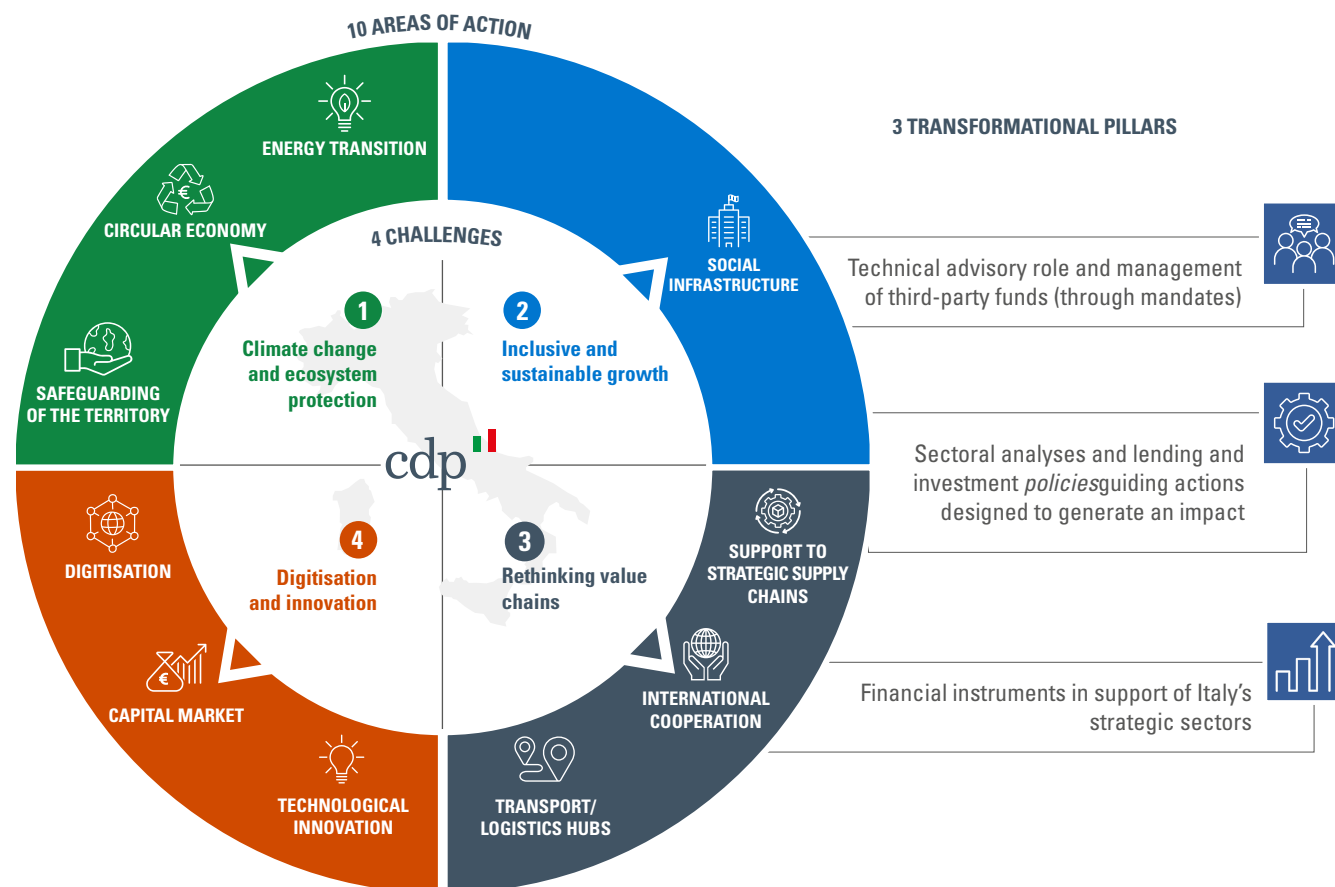 10 AREAS OF ACTION
ENERGY TRANSITION
€
CIRCULAR ECONOMY
SAFEGUARDING
OF THE TERRITORY
SOCIAL
INFRASTRUCTURE
4 CHALLENGES
1
Climate change
and ecosystem
protection
2
Inclusive and
sustainable growth
cdp
4
Digitisation
and innovation
3
Rethinking value
chains
DIGITISATION
€
CAPITAL MARKET
TECHNOLOGICAL
INNOVATION
SUPPORT TO
STRATEGIC SUPPLY
CHAINS
INTERNATIONAL
COOPERATION
TRANSPORT/
LOGISTICS HUBS
3 TRANSFORMATIONAL PILLARS
Technical advisory role and management
of third-party funds (through mandates)
Sectoral analyses and lending and
investment policiesguiding actions
designed to generate an impact
Financial instruments in support of Italy's
strategic sectors